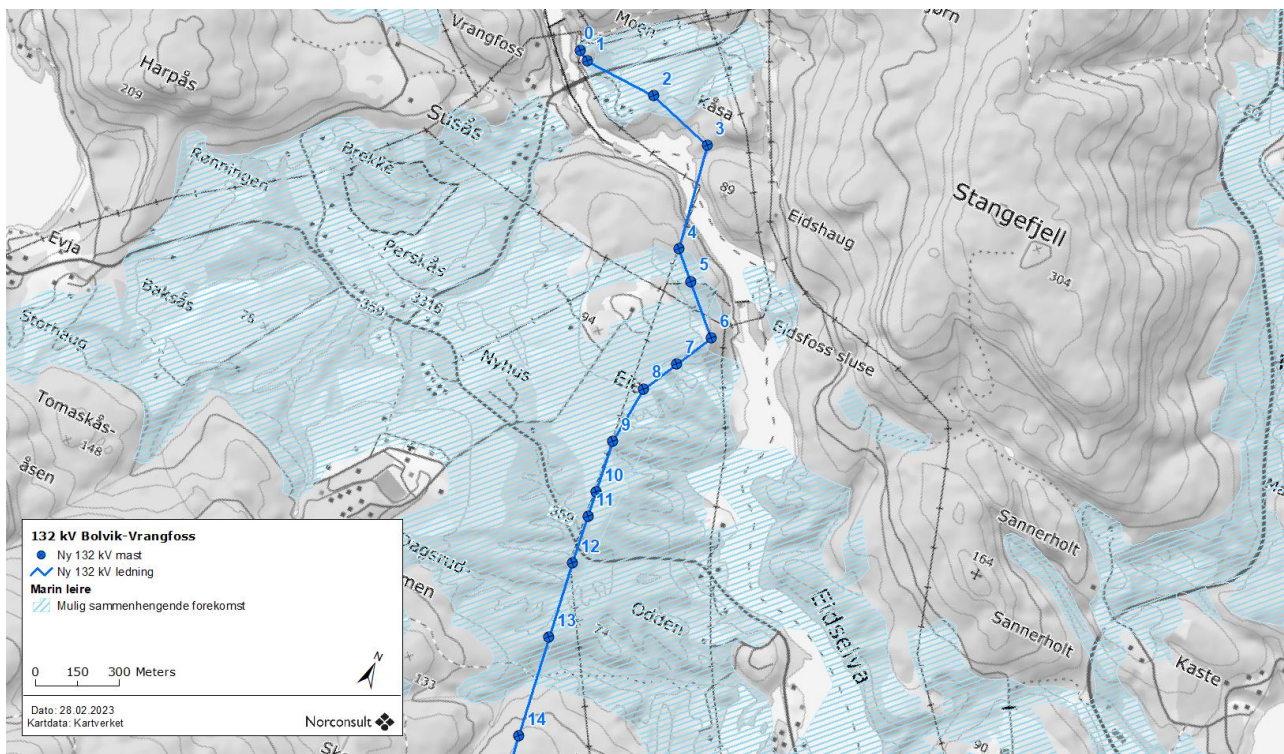 Moen
Vrangfoss
0
1
Harpås
209
2
Kåsa
Susås
3
Brekke
Rønningen
89
Stangefjell
304
Eidshaug
4
Evja
Perskås
5
Bøksås
75
3316
359
94
6
Eidsfoss sluse
Storhaug
Nyhus
7
8
Tomaskås-
åsen
148
9
10
11
359
Sannerholt
12
Dagsrud
164
Odden
13
74
Eidselva
Sannerholt
Kaste
133
14
90
132 kV Bolvik-Vrangfoss
Ny 132 kV mast
Ny 132 kV ledning
Marin leire
Mulig sammenhengende forekomst
0 150 300 Meters
N
Dato: 28.02.2023
Kartdata: Kartverket
Norconsult